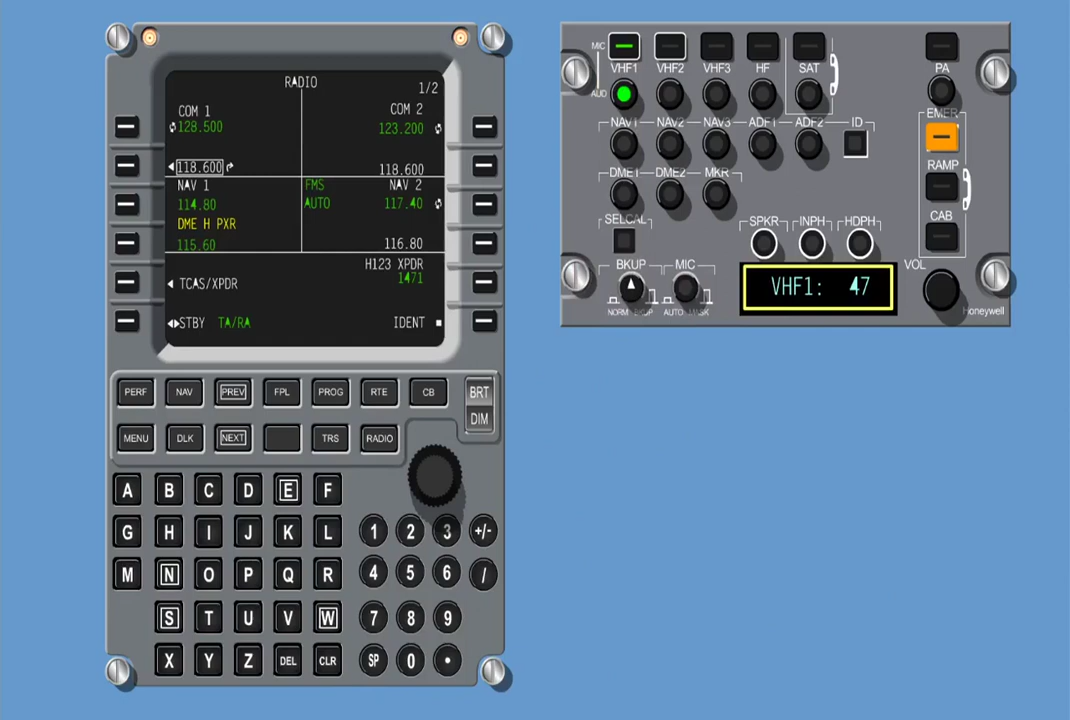 RADIO
1/2
COM 1
COM 2
128.500
123.200
118.600
118.600
NAV 1
FMS
NAV 2
114.80
AUTO
117.40
DME H PXR
115.60
116.80
H123 XPDR
TCAS/XPDR
1471
STBY TA/RA
IDENT
PERF NAV PREV FPL PROG RTE CB BRT
DIM
MENU DLK NEXT TRS RADIO
A B C D E F
G H I J K L 1 2 3 +/-
M N O P Q R 4 5 6 /
S T U V W 7 8 9
X Y Z DEL CLR SP 0 •
MIC
VHF1 VHF2 VHF3 HF SAT PA
AUD
EMER
NAV1 NAV2 NAV3 ADF1 ADF2 ID
RAMP
DME1 DME2 MKR
CAB
SELCAL
SPKR INPH HDPH
BKUP MIC
VOL
VHF1: 47
NORM BKUP AUTO MASK
Honeywell